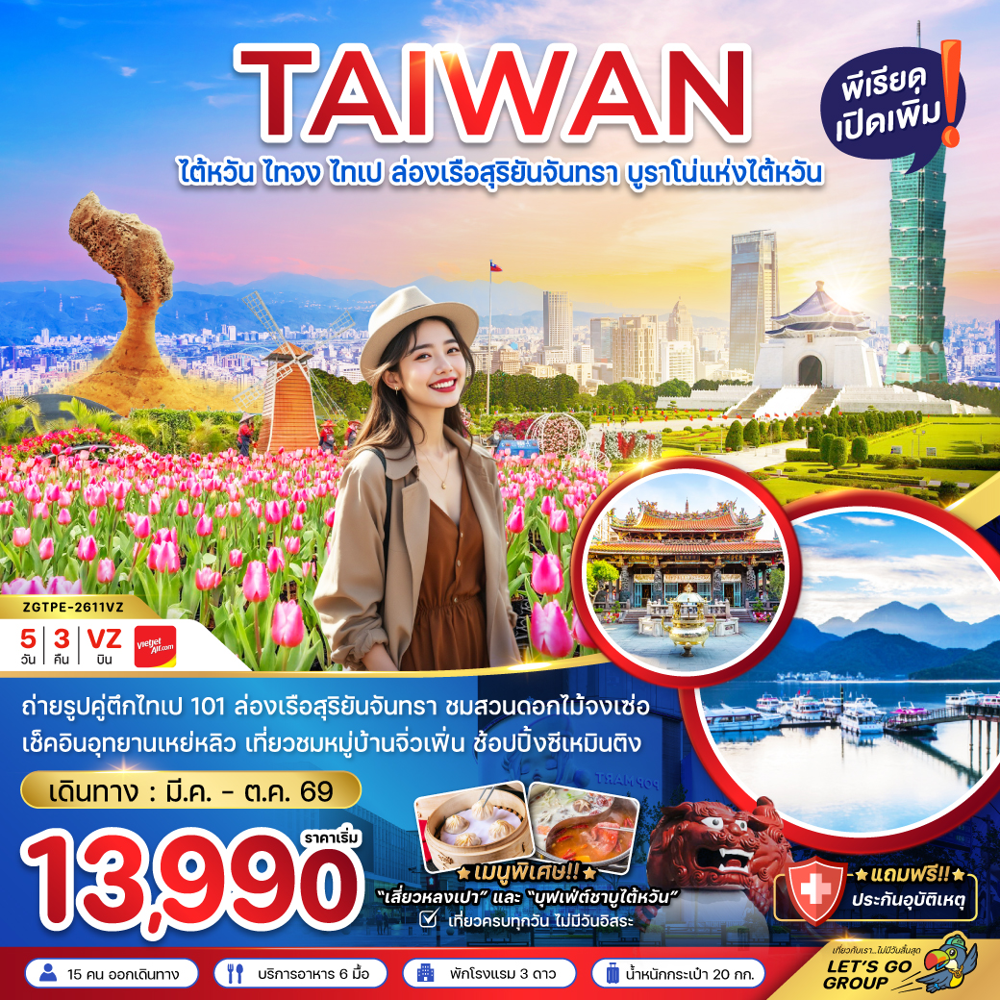 TAIWAN
ไต้หวัน ไทจง ไทเป ล่องเรือสุริยันจันทรา บูราโน่แห่งไต้หวัน
พีเรียด
เปิดเพิ่ม!
ZGTPE-2611VZ
5 วัน 3 คืน VZ บิน
vietjet Air.com
ถ่ายรูปคู่ตึกไทเป 101 ล่องเรือสุริยันจันทรา ชมสวนดอกไม้จงเซ่อ
เช็คอินอุทยานเหย่หลิว เที่ยวชมหมู่บ้านจิ่วเฟิ่น ช้อปปิ้งซีเหมินติง
POP MART
เดินทาง : มี.ค. - ต.ค. 69
ราคาเริ่ม
13,990
เมนูพิเศษ!!
"เสี่ยวหลงเปา" และ "บุฟเฟ่ต์ชาบูไต้หวัน"
เที่ยวครบทุกวัน ไม่มีวันอิสระ
แถมฟรี!!
ประกันอุบัติเหตุ
15 คน ออกเดินทาง
บริการอาหาร 6 มื้อ
พักโรงแรม 3 ดาว
น้ำหนักกระเป๋า 20 กก.
เที่ยวกับเรา...ไม่มีวันสิ้นสุด
LET'S GO
GROUP